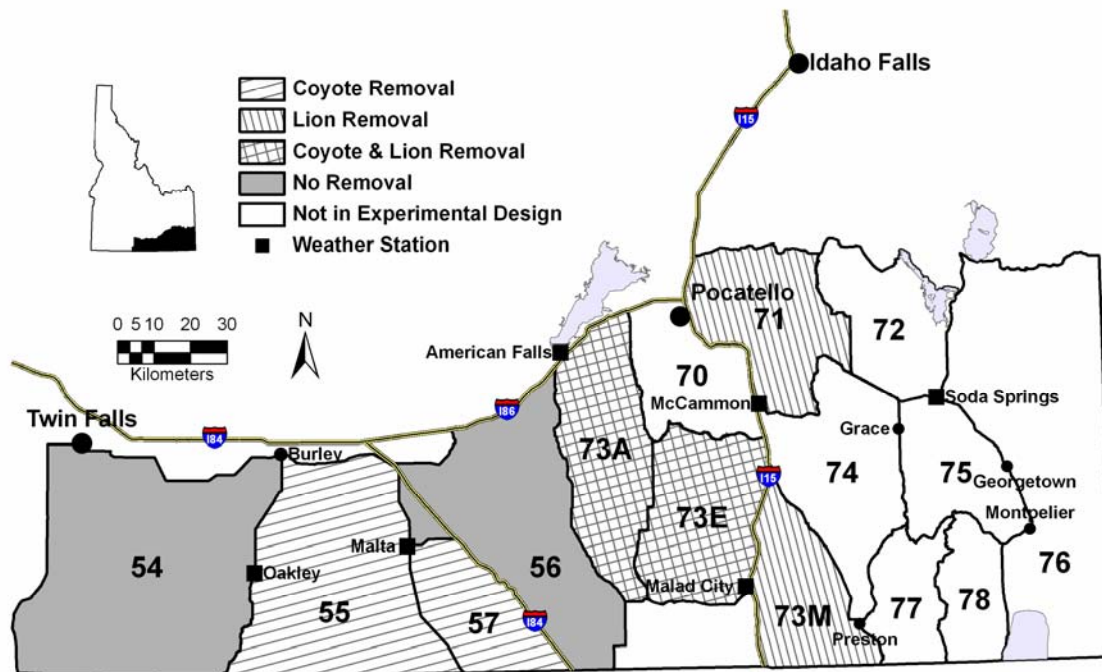 Idaho Falls
Coyote Removal
Lion Removal
Coyote & Lion Removal
No Removal
Not in Experimental Design
Weather Station
I15
0 5 10 20 30
Kilometers
N
Pocatello
71
72
American Falls
70
McCammon
Soda Springs
Twin Falls
I86
I84
Burley
73A
Grace
74
75
Georgetown
Montpelier
I15
73E
54
Malta
Oakley
55
56
57
I84
Malad City
73M
Preston
77
78
76